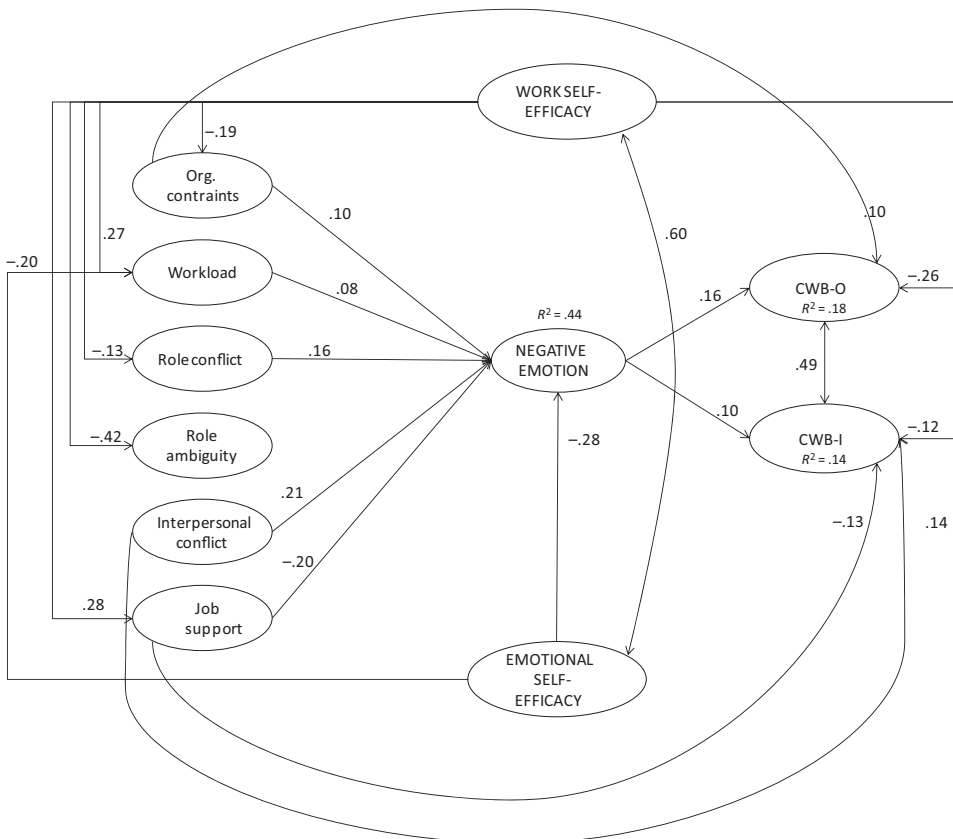 WORK SELF-
EFFICACY
–.19
Org.
contraints
.10
.10
.27
.60
–.20
Workload
.08
–.26
CWB-O
R² = .18
.16
R² = .44
–.13
Role conflict
.16
NEGATIVE
EMOTION
.49
.10
–.42
Role
ambiguity
–.28
–.12
CWB-I
R² = .14
.21
Interpersonal
conflict
–.13
.14
–.20
.28
Job
support
EMOTIONAL
SELF-
EFFICACY